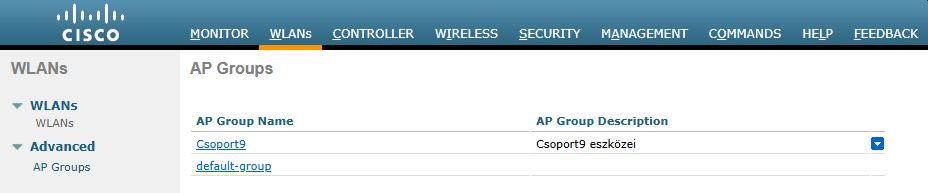 CISCO
MONITOR WLANs CONTROLLER WIRELESS SECURITY MANAGEMENT COMMANDS HELP FEEDBACK
WLANs
WLANs
WLANs
Advanced
AP Groups
AP Groups
AP Group Name AP Group Description
Csoport9 Csoport9 eszközei
default-group